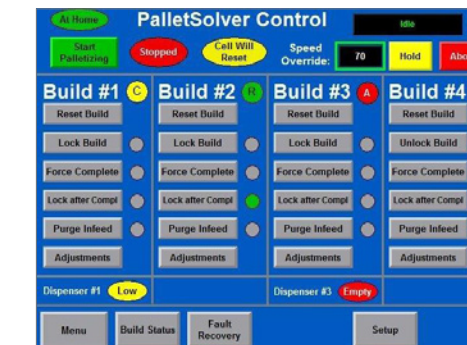 At Home
PalletSolver Control
Idle
Start Palletizing
Stopped
Cell Will Reset
Speed Override:
70
Hold
Abo
Build #1 C
Build #2 R
Build #3 A
Build #4
Reset Build
Reset Build
Reset Build
Reset Build
Lock Build
Lock Build
Lock Build
Unlock Build
Force Complete
Force Complete
Force Complete
Force Complete
Lock after Compl
Lock after Compl
Lock after Compl
Lock after Compl
Purge Infeed
Purge Infeed
Purge Infeed
Purge Infeed
Adjustments
Adjustments
Adjustments
Adjustments
Dispenser #1 Low
Dispenser #3 Empty
Menu
Build Status
Fault Recovery
Setup